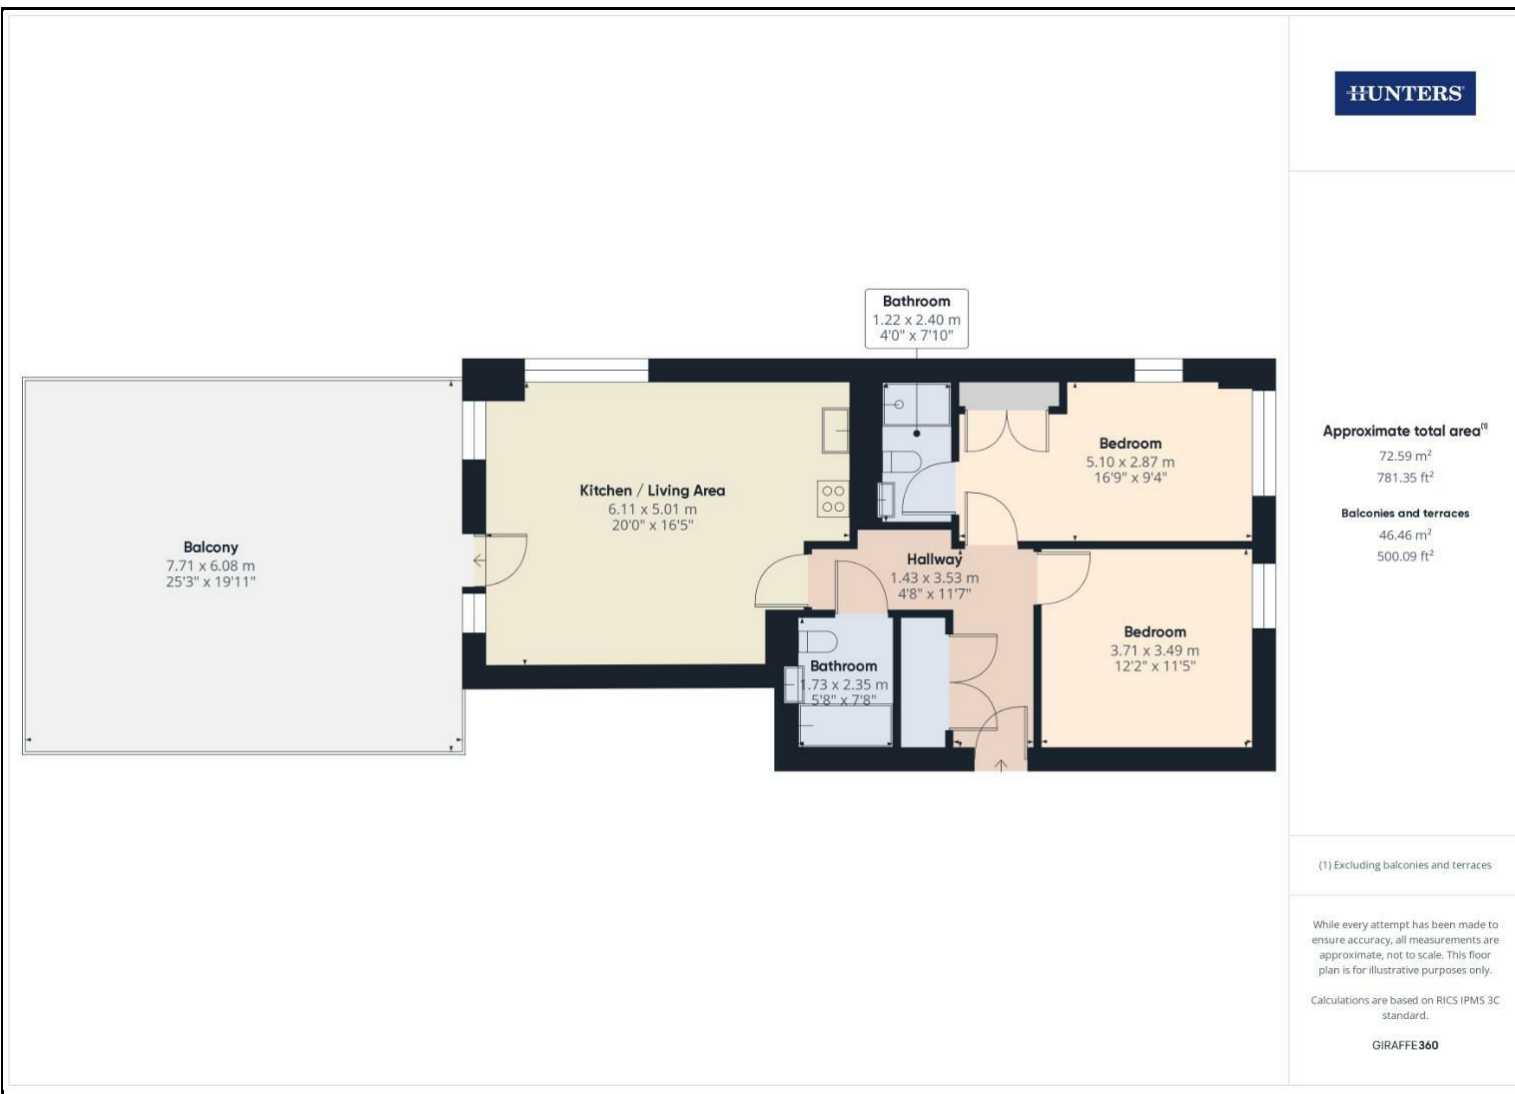 HUNTERS
Bathroom
1.22 x 2.40 m
4'0" x 7'10"
Kitchen / Living Area
6.11 x 5.01 m
20'0" x 16'5"
Bedroom
5.10 x 2.87 m
16'9" x 9'4"
Balcony
7.71 x 6.08 m
25'3" x 19'11"
Hallway
1.43 x 3.53 m
4'8" x 11'7"
Bathroom
1.73 x 2.35 m
5'8" x 7'8"
Bedroom
3.71 x 3.49 m
12'2" x 11'5"
Approximate total area⁽¹⁾
72.59 m²
781.35 ft²
Balconies and terraces
46.46 m²
500.09 ft²
(1) Excluding balconies and terraces
While every attempt has been made to
ensure accuracy, all measurements are
approximate, not to scale. This floor
plan is for illustrative purposes only.
Calculations are based on RICS IPMS 3C
standard.
GIRAFFE360